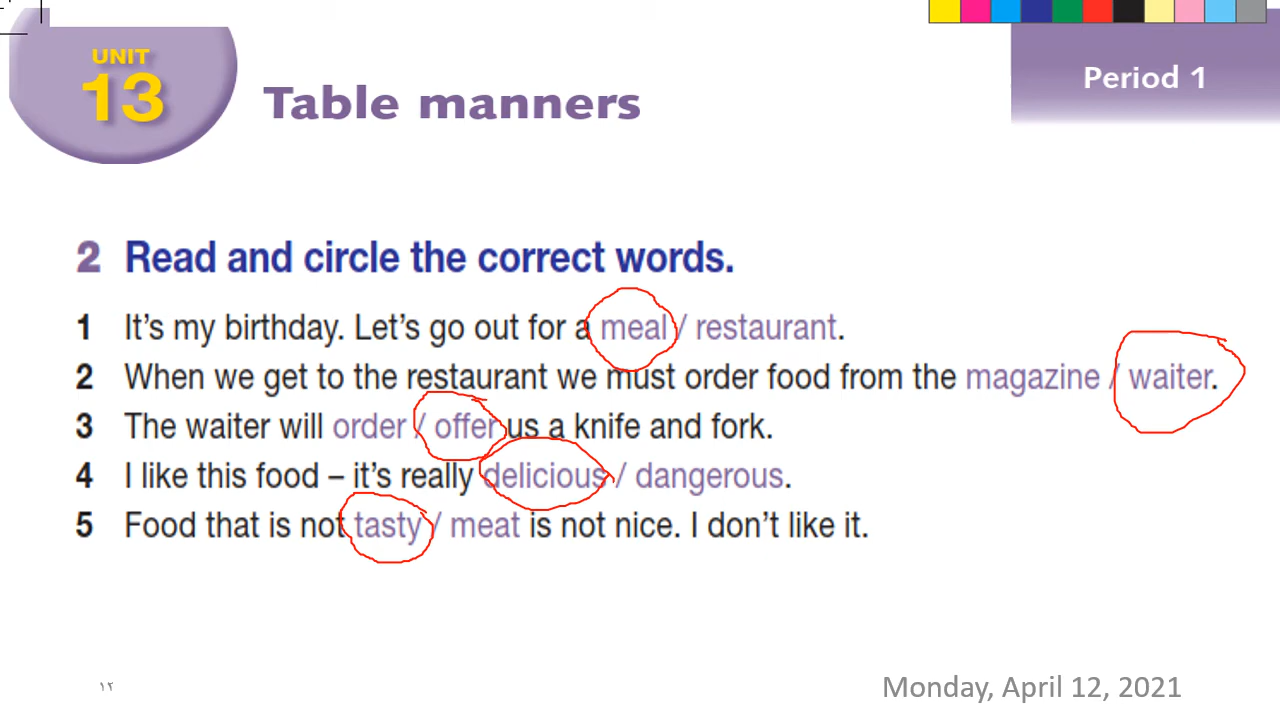 UNIT
13
Table manners
Period 1
2 Read and circle the correct words.
1 It's my birthday. Let's go out for a meal / restaurant.
2 When we get to the restaurant we must order food from the magazine / waiter.
3 The waiter will order / offer us a knife and fork.
4 I like this food – it's really delicious / dangerous.
5 Food that is not tasty / meat is not nice. I don't like it.
١٢
Monday, April 12, 2021